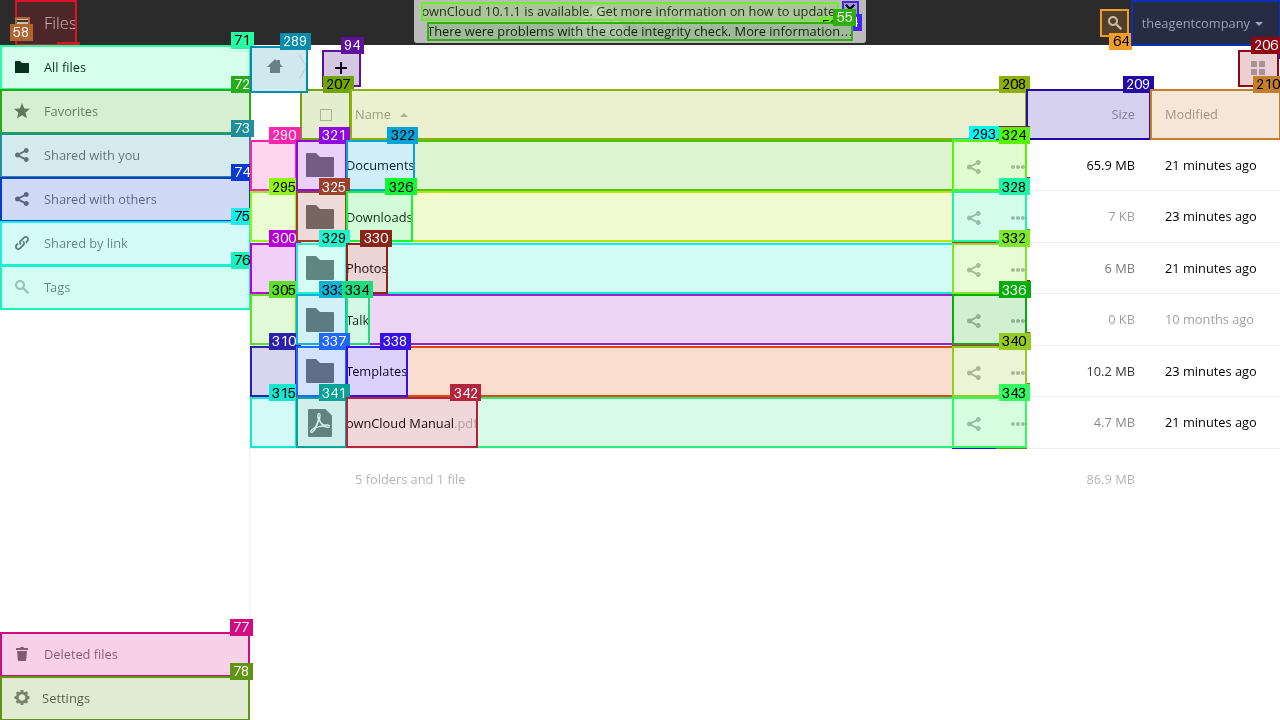 ownCloud 10.1.1 is available. Get more information on how to update
There were problems with the code integrity check. More information...
Files
theagentcompany
58
55
64
71
289
94
206
All files
+
72
207
208
209
210
Favorites
Name
Size
Modified
73
290
321
322
293
324
Shared with you
Documents
65.9 MB
21 minutes ago
74
295
325
326
328
Shared with others
Downloads
7 KB
23 minutes ago
75
300
329
330
332
Shared by link
Photos
6 MB
21 minutes ago
76
305
333
334
336
Tags
Talk
0 KB
10 months ago
310
337
338
340
Templates
10.2 MB
23 minutes ago
315
341
342
343
ownCloud Manual.pdf
4.7 MB
21 minutes ago
5 folders and 1 file
86.9 MB
77
Deleted files
78
Settings